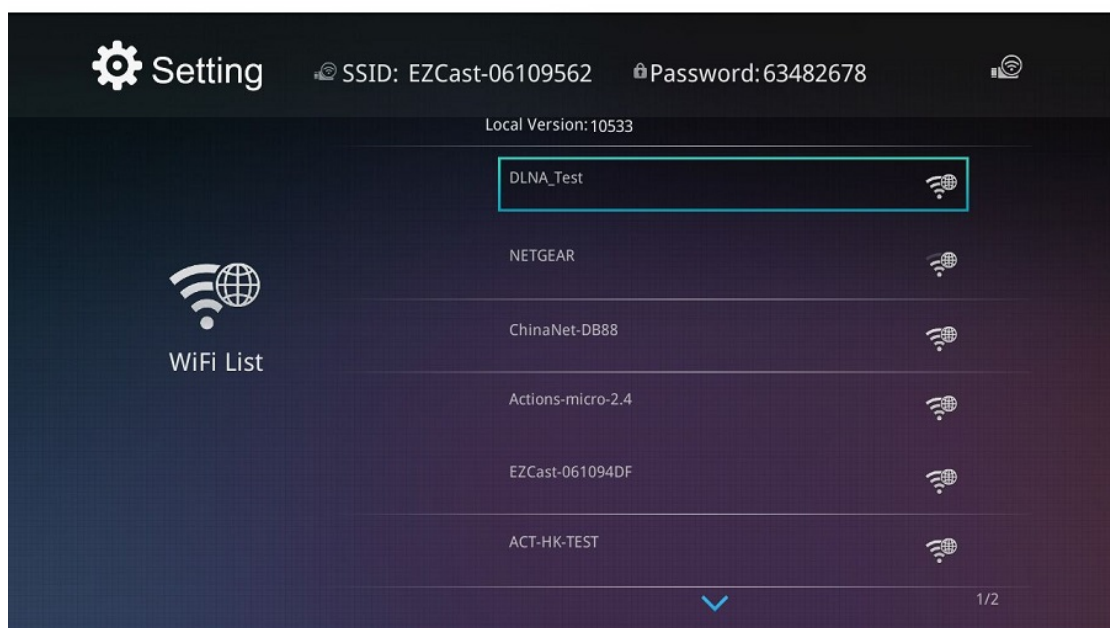 Setting SSID: EZCast-06109562 Password:63482678
Local Version:10533
DLNA_Test
NETGEAR
ChinaNet-DB88
WiFi List
Actions-micro-2.4
EZCast-061094DF
ACT-HK-TEST
1/2